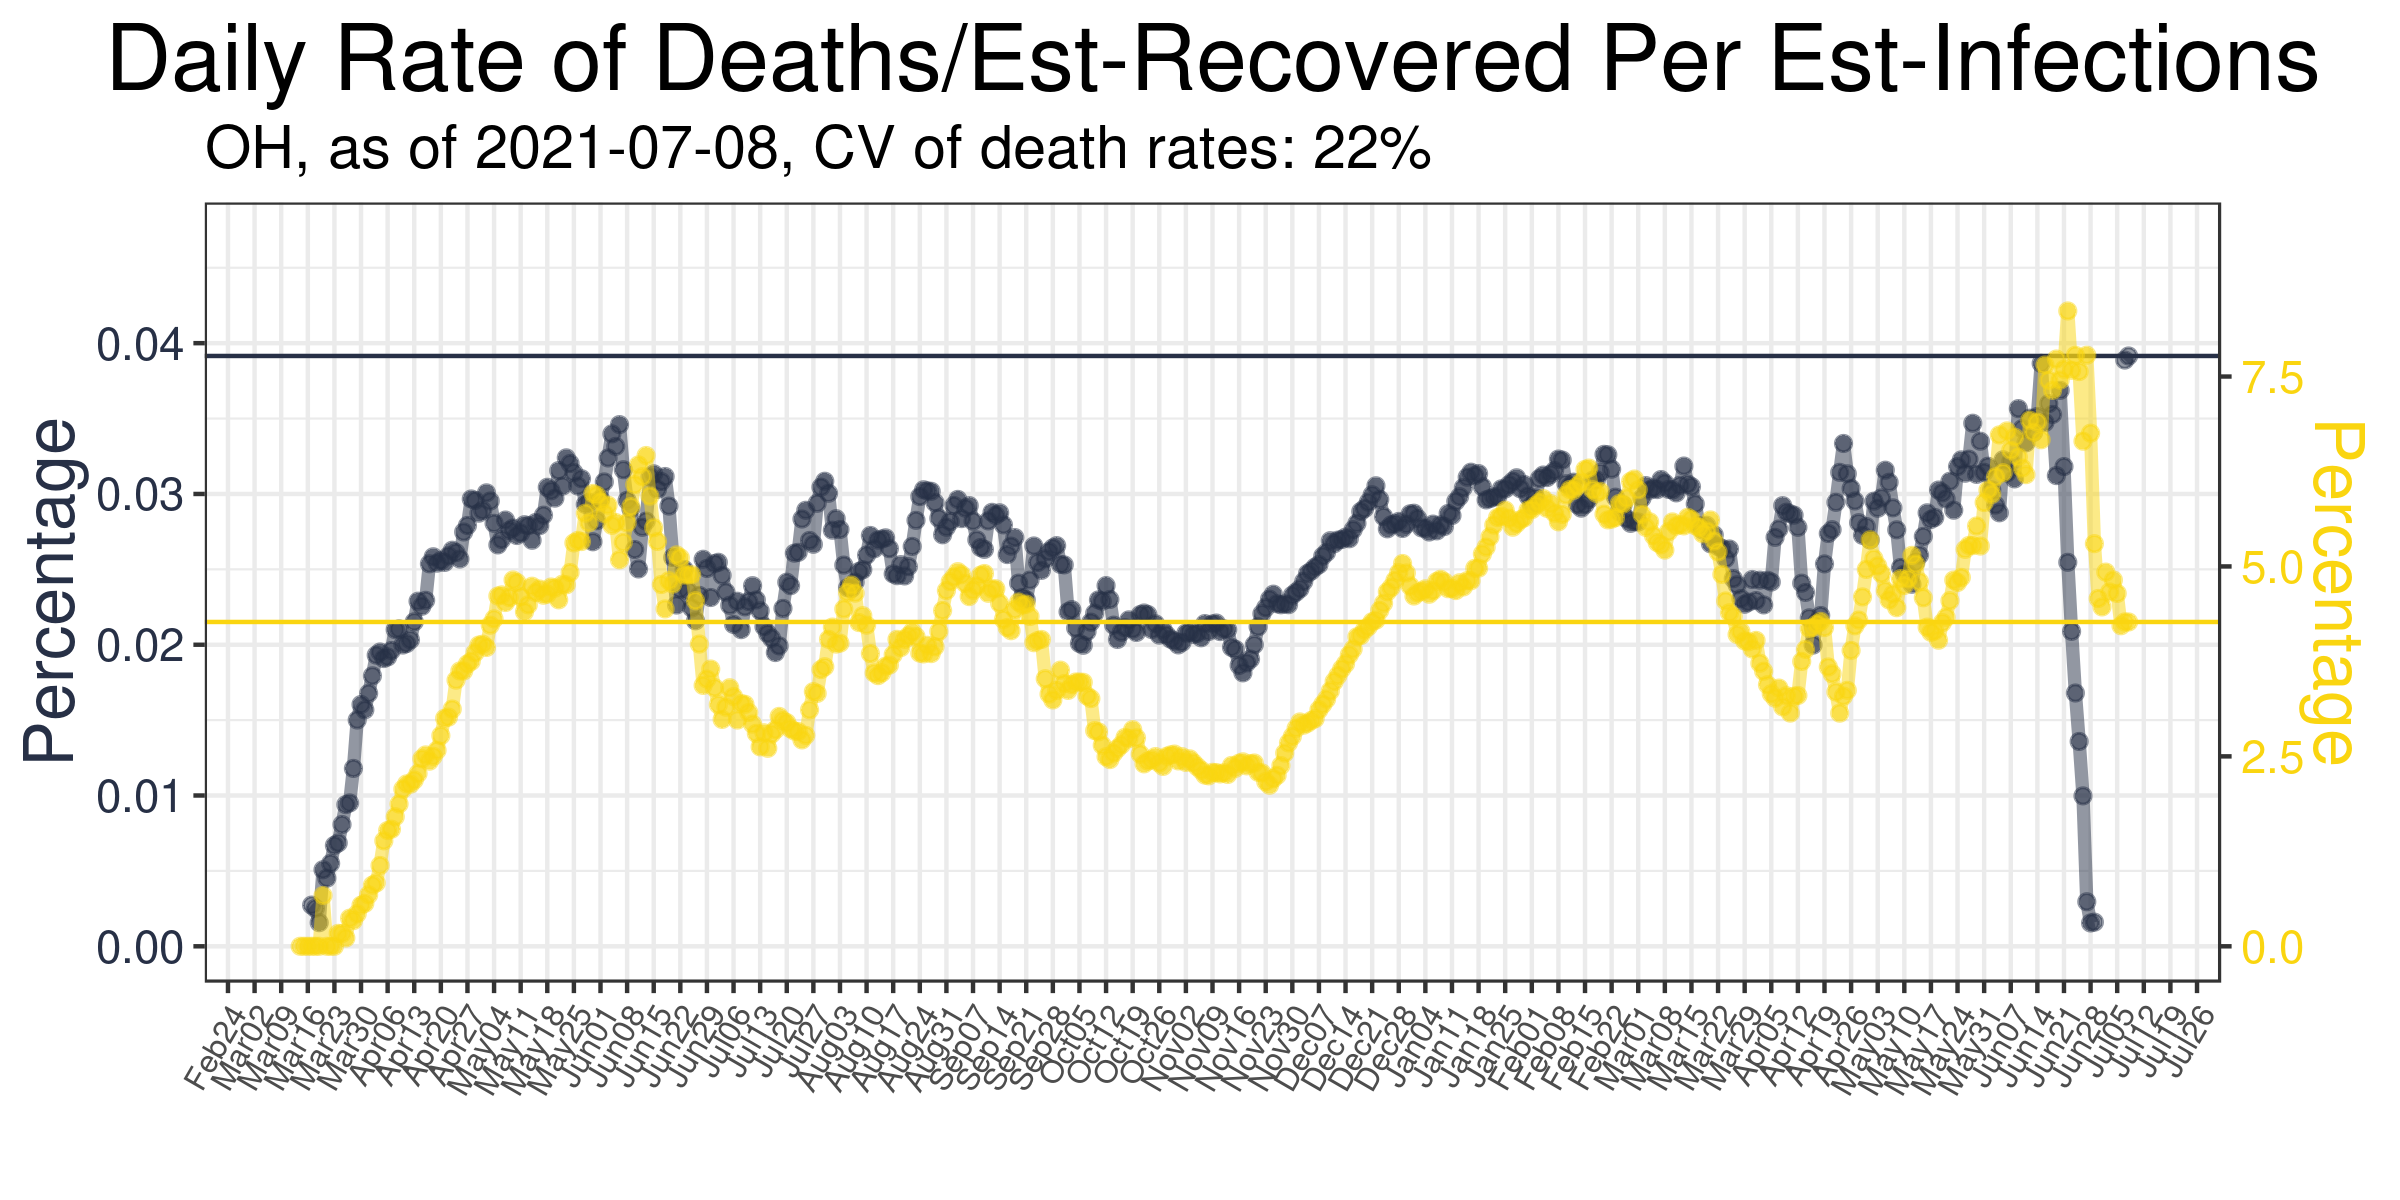 Daily Rate of Deaths/Est-Recovered Per Est-Infections
OH, as of 2021-07-08, CV of death rates: 22%
Percentage
0.04
0.03
0.02
0.01
0.00
7.5
5.0
2.5
0.0
Percentage
Feb24
Mar02
Mar09
Mar16
Mar23
Mar30
Apr06
Apr13
Apr20
Apr27
May04
May11
May18
May25
Jun01
Jun08
Jun15
Jun22
Jun29
Jul06
Jul13
Jul20
Jul27
Aug03
Aug10
Aug17
Aug24
Aug31
Sep07
Sep14
Sep21
Sep28
Oct05
Oct12
Oct19
Oct26
Nov02
Nov09
Nov16
Nov23
Nov30
Dec07
Dec14
Dec21
Dec28
Jan04
Jan11
Jan18
Jan25
Feb01
Feb08
Feb15
Feb22
Mar01
Mar08
Mar15
Mar22
Mar29
Apr05
Apr12
Apr19
Apr26
May03
May10
May17
May24
May31
Jun07
Jun14
Jun21
Jun28
Jul05
Jul12
Jul19
Jul26